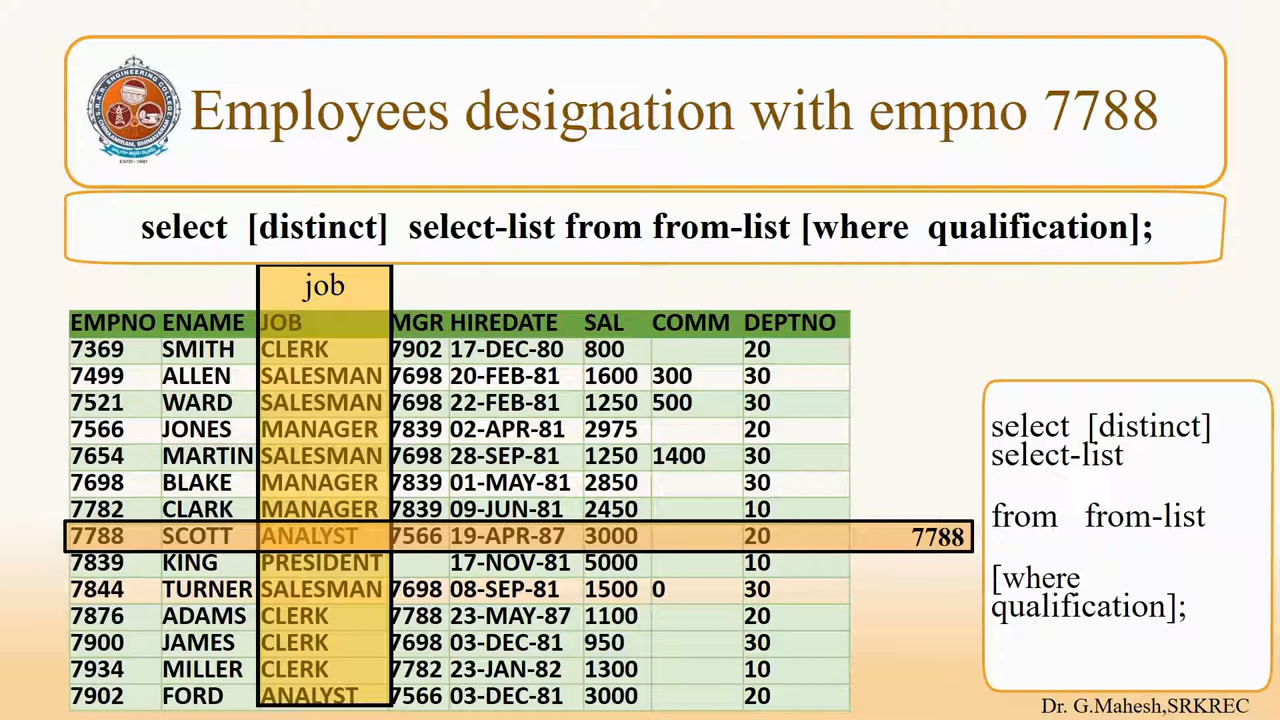 Employees designation with empno 7788
select [distinct] select-list from from-list [where qualification];
job
EMPNO ENAME JOB MGR HIREDATE SAL COMM DEPTNO
7369 SMITH CLERK 7902 17-DEC-80 800 20
7499 ALLEN SALESMAN 7698 20-FEB-81 1600 300 30
7521 WARD SALESMAN 7698 22-FEB-81 1250 500 30
7566 JONES MANAGER 7839 02-APR-81 2975 20
7654 MARTIN SALESMAN 7698 28-SEP-81 1250 1400 30
7698 BLAKE MANAGER 7839 01-MAY-81 2850 30
7782 CLARK MANAGER 7839 09-JUN-81 2450 10
7788 SCOTT ANALYST 7566 19-APR-87 3000 20 7788
7839 KING PRESIDENT 17-NOV-81 5000 10
7844 TURNER SALESMAN 7698 08-SEP-81 1500 0 30
7876 ADAMS CLERK 7788 23-MAY-87 1100 20
7900 JAMES CLERK 7698 03-DEC-81 950 30
7934 MILLER CLERK 7782 23-JAN-82 1300 10
7902 FORD ANALYST 7566 03-DEC-81 3000 20
select [distinct]
select-list
from from-list
[where
qualification];
Dr. G.Mahesh,SRKREC